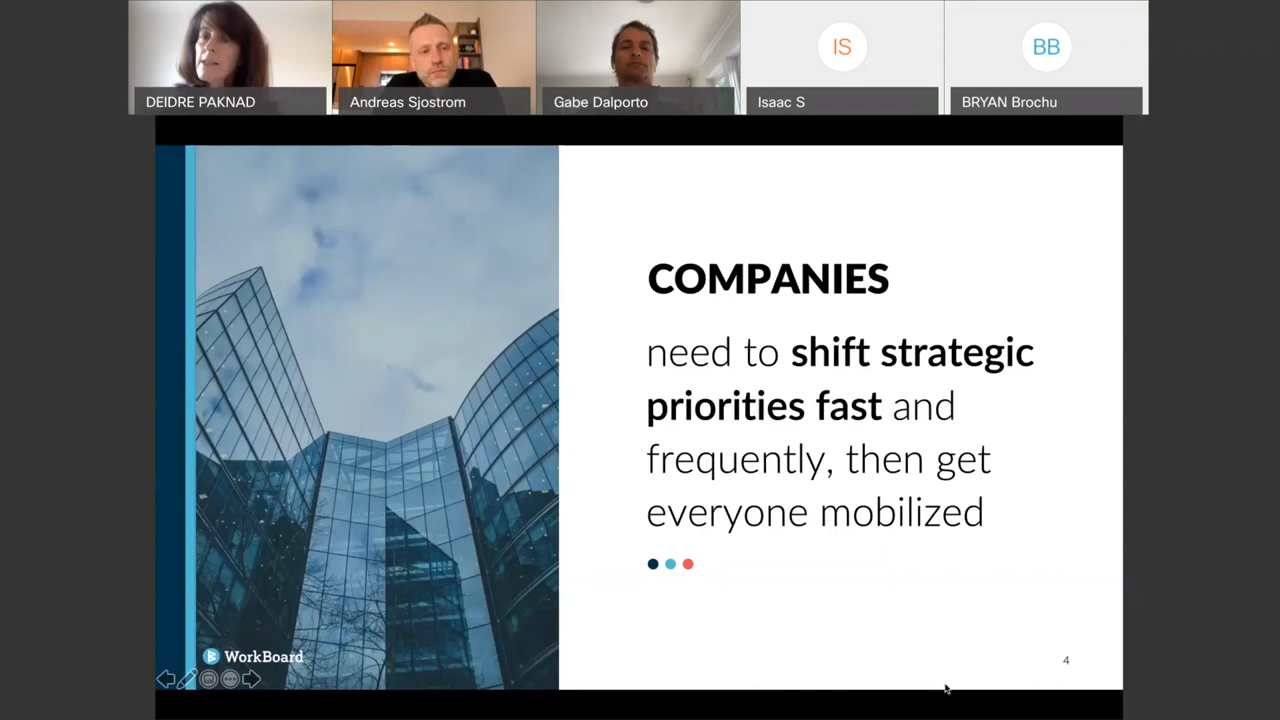 IS
BB
DEIDRE PAKNAD
Andreas Sjostrom
Gabe Dalporto
Isaac S
BRYAN Brochu
COMPANIES
need to shift strategic
priorities fast and
frequently, then get
everyone mobilized
WorkBoard
4